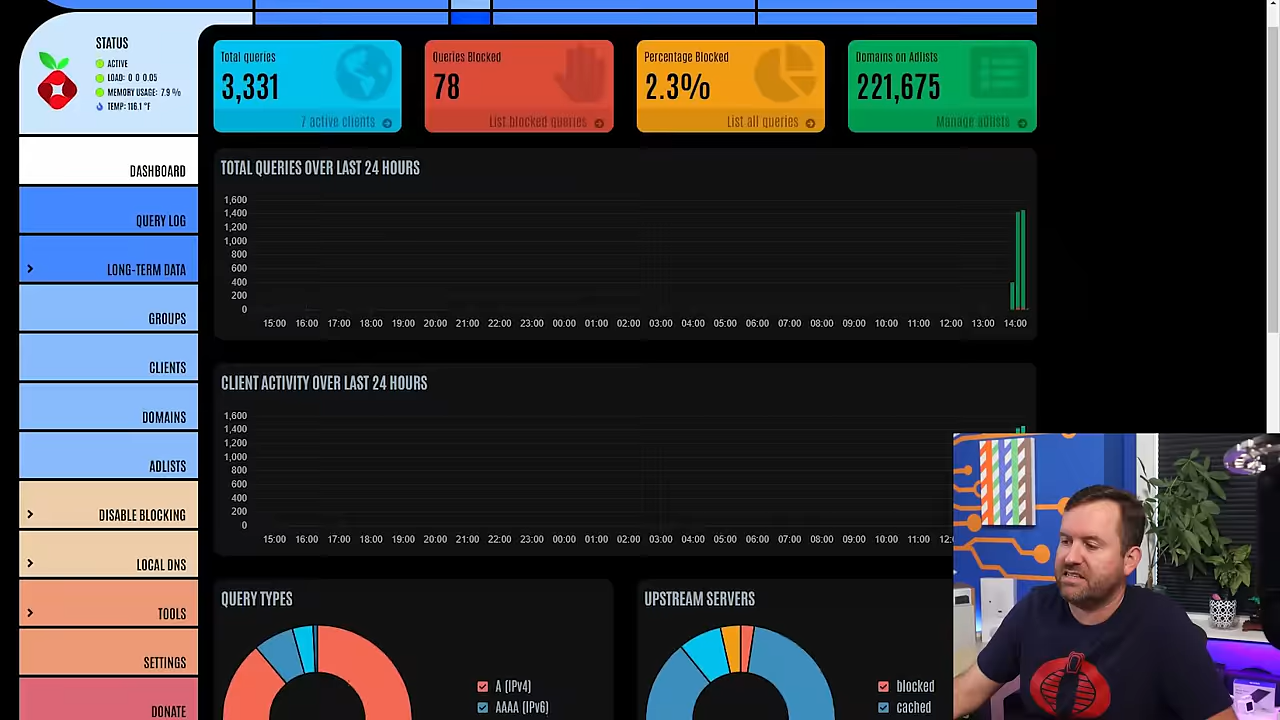 STATUS
ACTIVE
LOAD: 0 0 0.05
MEMORY USAGE: 7.9 %
TEMP: 116.1 °F
DASHBOARD
QUERY LOG
LONG-TERM DATA
GROUPS
CLIENTS
DOMAINS
ADLISTS
DISABLE BLOCKING
LOCAL DNS
TOOLS
SETTINGS
DONATE
Total queries
3,331
7 active clients
Queries Blocked
78
List blocked queries
Percentage Blocked
2.3%
List all queries
Domains on Adlists
221,675
Manage adlists
TOTAL QUERIES OVER LAST 24 HOURS
1,600
1,400
1,200
1,000
800
600
400
200
0
15:00 16:00 17:00 18:00 19:00 20:00 21:00 22:00 23:00 00:00 01:00 02:00 03:00 04:00 05:00 06:00 07:00 08:00 09:00 10:00 11:00 12:00 13:00 14:00
CLIENT ACTIVITY OVER LAST 24 HOURS
1,600
1,400
1,200
1,000
800
600
400
200
0
15:00 16:00 17:00 18:00 19:00 20:00 21:00 22:00 23:00 00:00 01:00 02:00 03:00 04:00 05:00 06:00 07:00 08:00 09:00 10:00 11:00 12:
QUERY TYPES
A (IPv4)
AAAA (IPv6)
UPSTREAM SERVERS
blocked
cached